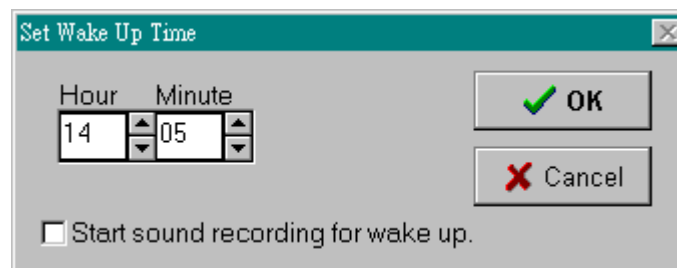 Set Wake Up Time
Hour Minute
14 05
OK
Cancel
Start sound recording for wake up.